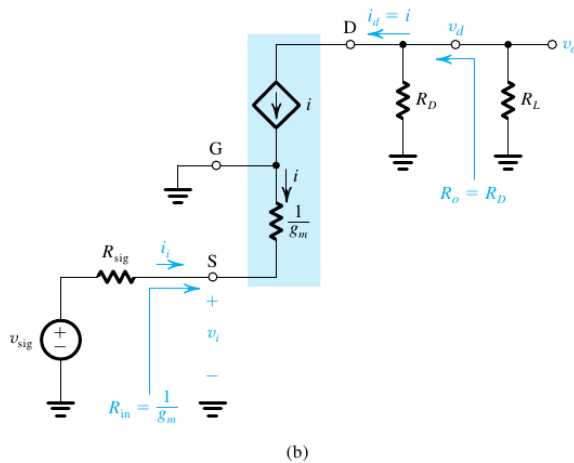 i_d = i
D
v_d
v_o
i
R_D
R_L
G
i
R_o = R_D
1/g_m
R_sig
i_i
S
+
v_sig
+
−
v_i
−
R_in = 1/g_m
(b)